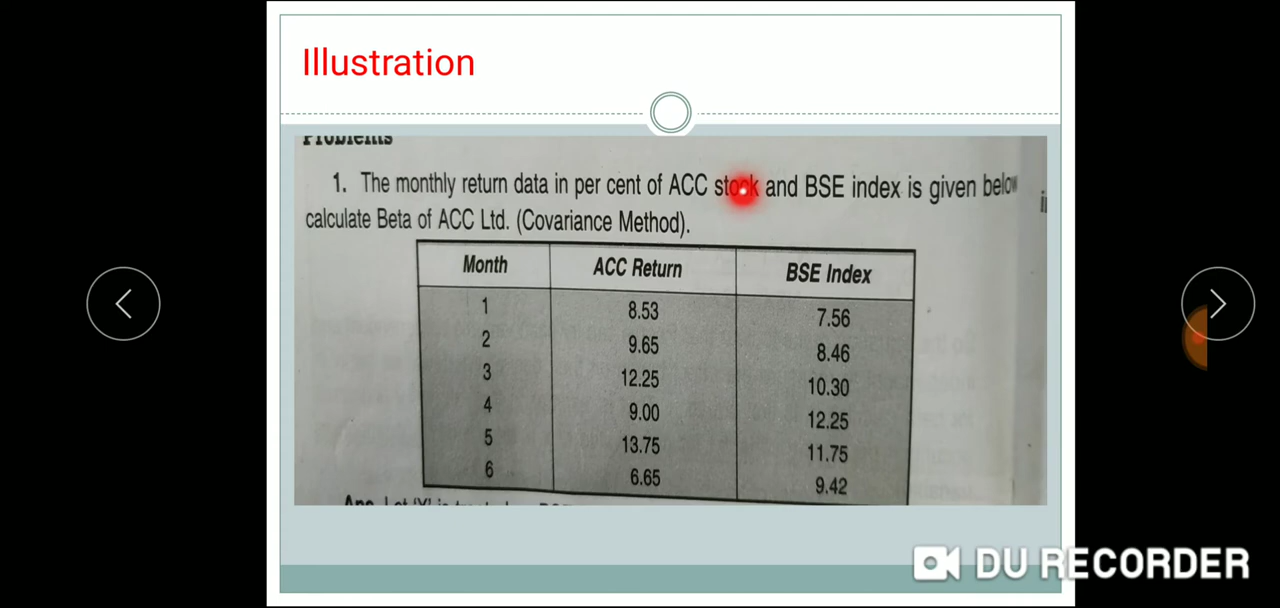 Illustration
Problems
1. The monthly return data in per cent of ACC stock and BSE index is given below
calculate Beta of ACC Ltd. (Covariance Method).
Month ACC Return BSE Index
1 8.53 7.56
2 9.65 8.46
3 12.25 10.30
4 9.00 12.25
5 13.75 11.75
6 6.65 9.42
DU RECORDER